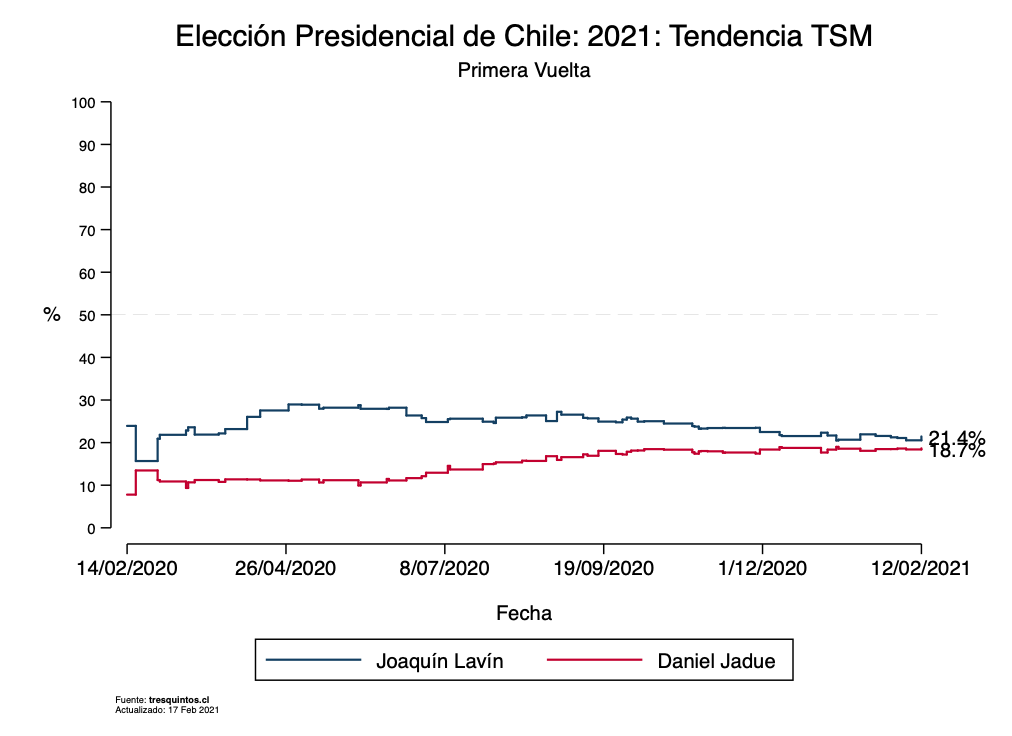 Elección Presidencial de Chile: 2021: Tendencia TSM
Primera Vuelta
100
90
80
70
60
% 50
40
30
20
10
0
21.4%
18.7%
14/02/2020 26/04/2020 8/07/2020 19/09/2020 1/12/2020 12/02/2021
Fecha
Joaquín Lavín Daniel Jadue
Fuente: tresquintos.cl
Actualizado: 17 Feb 2021